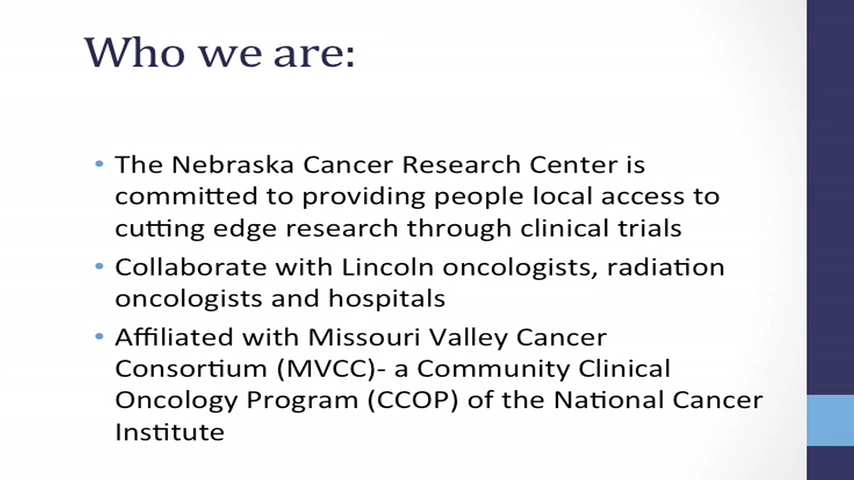 Who we are:
• The Nebraska Cancer Research Center is
committed to providing people local access to
cutting edge research through clinical trials
• Collaborate with Lincoln oncologists, radiation
oncologists and hospitals
• Affiliated with Missouri Valley Cancer
Consortium (MVCC)- a Community Clinical
Oncology Program (CCOP) of the National Cancer
Institute